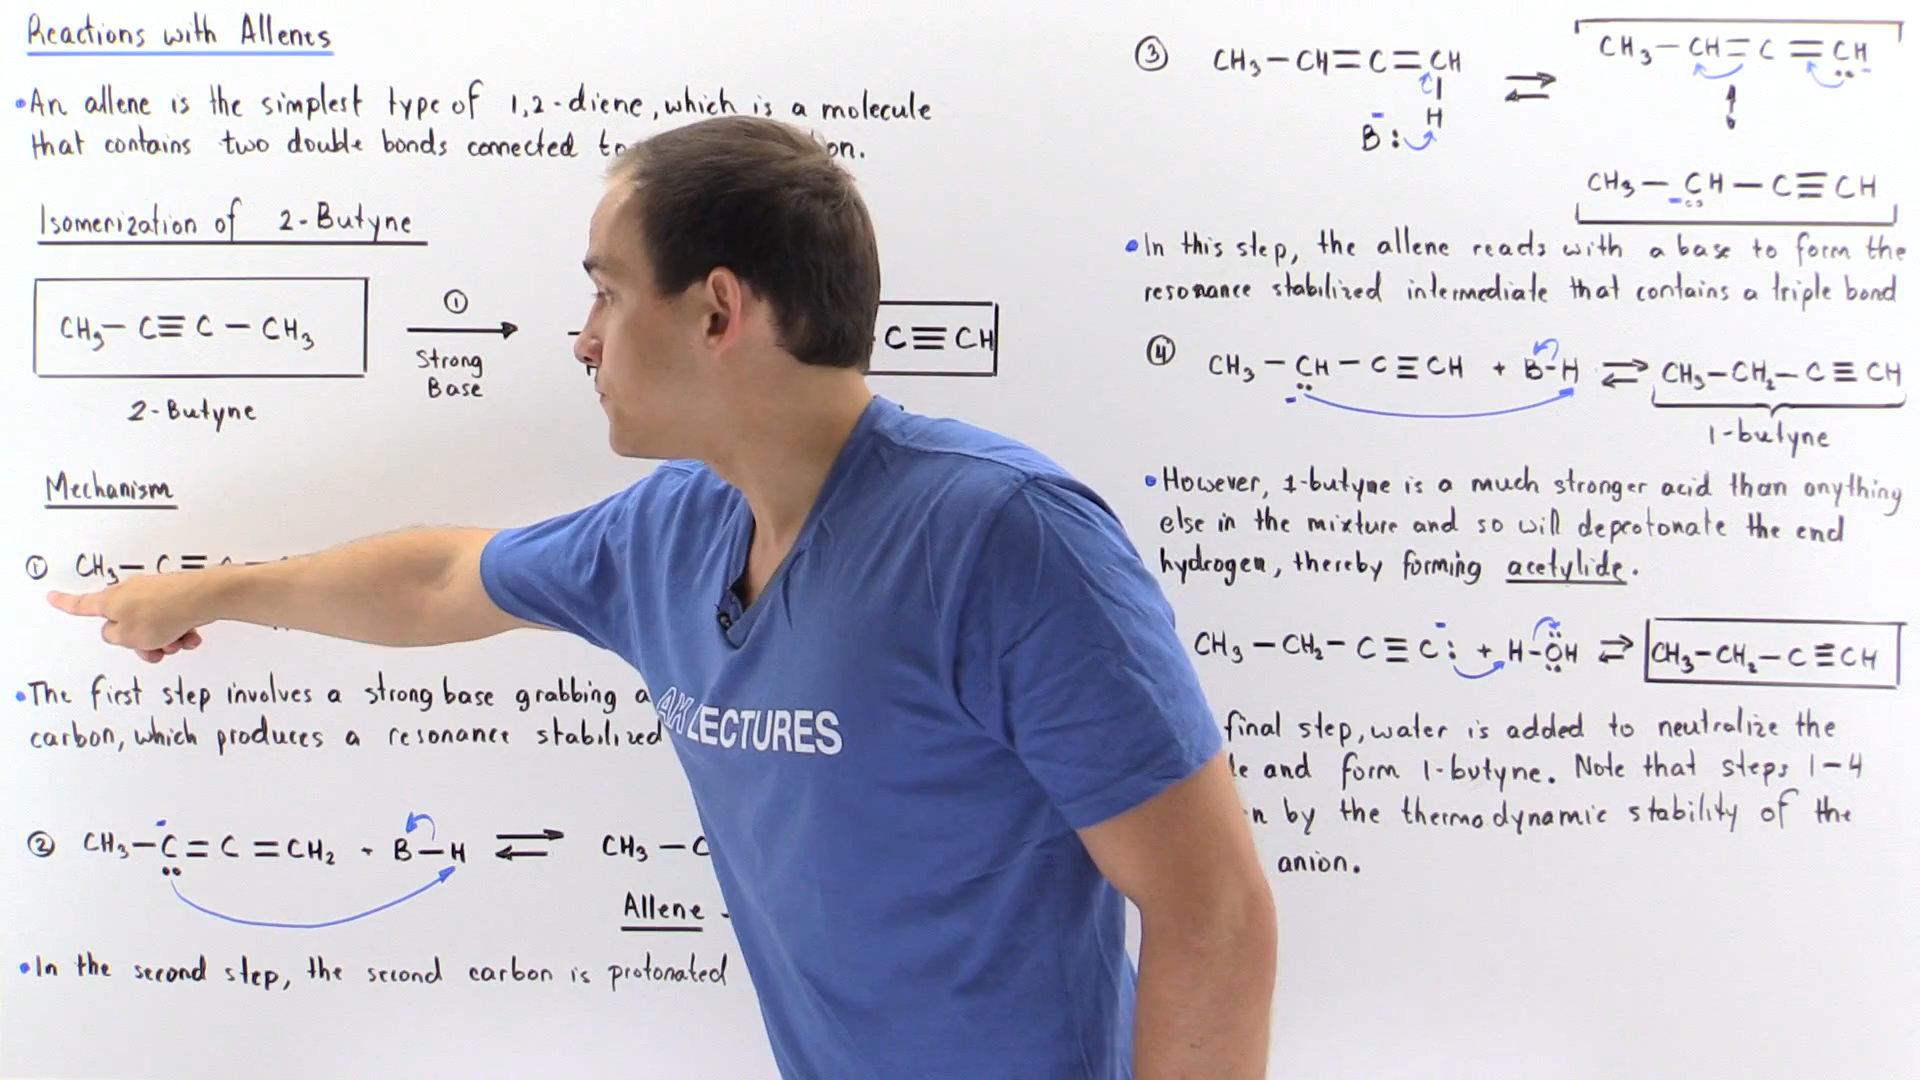 Reactions with Allenes
•An allene is the simplest type of 1,2-diene, which is a molecule
that contains two double bonds connected to on.
Isomerization of 2-Butyne
CH₃—C≡C—CH₃
①
Strong
Base
C≡CH
2-Butyne
Mechanism
① CH₃—C≡C
•The first step involves a strong base grabbing a
carbon, which produces a resonance stabilized
AK LECTURES
② CH₃—C̈⁻=C=CH₂ + B—H ⇌ CH₃—C
Allene
•In the second step, the second carbon is protonated
③ CH₃—CH=C=CH ⇌ CH₃—CH=C=CH
H
B:⁻
CH₃—CH—C≡CH
•In this step, the allene reads with a base to form the
resonance stabilized intermediate that contains a triple bond
④ CH₃—CH—C≡CH + B—H ⇌ CH₃—CH₂—C≡CH
1-butyne
•However, 1-butyne is a much stronger acid than anything
else in the mixture and so will deprotonate the end
hydrogen, thereby forming acetylide.
CH₃—CH₂—C≡C:⁻ + H—ÖH ⇌ CH₃—CH₂—C≡CH
final step, water is added to neutralize the
le and form 1-butyne. Note that steps 1-4
n by the thermodynamic stability of the
anion.